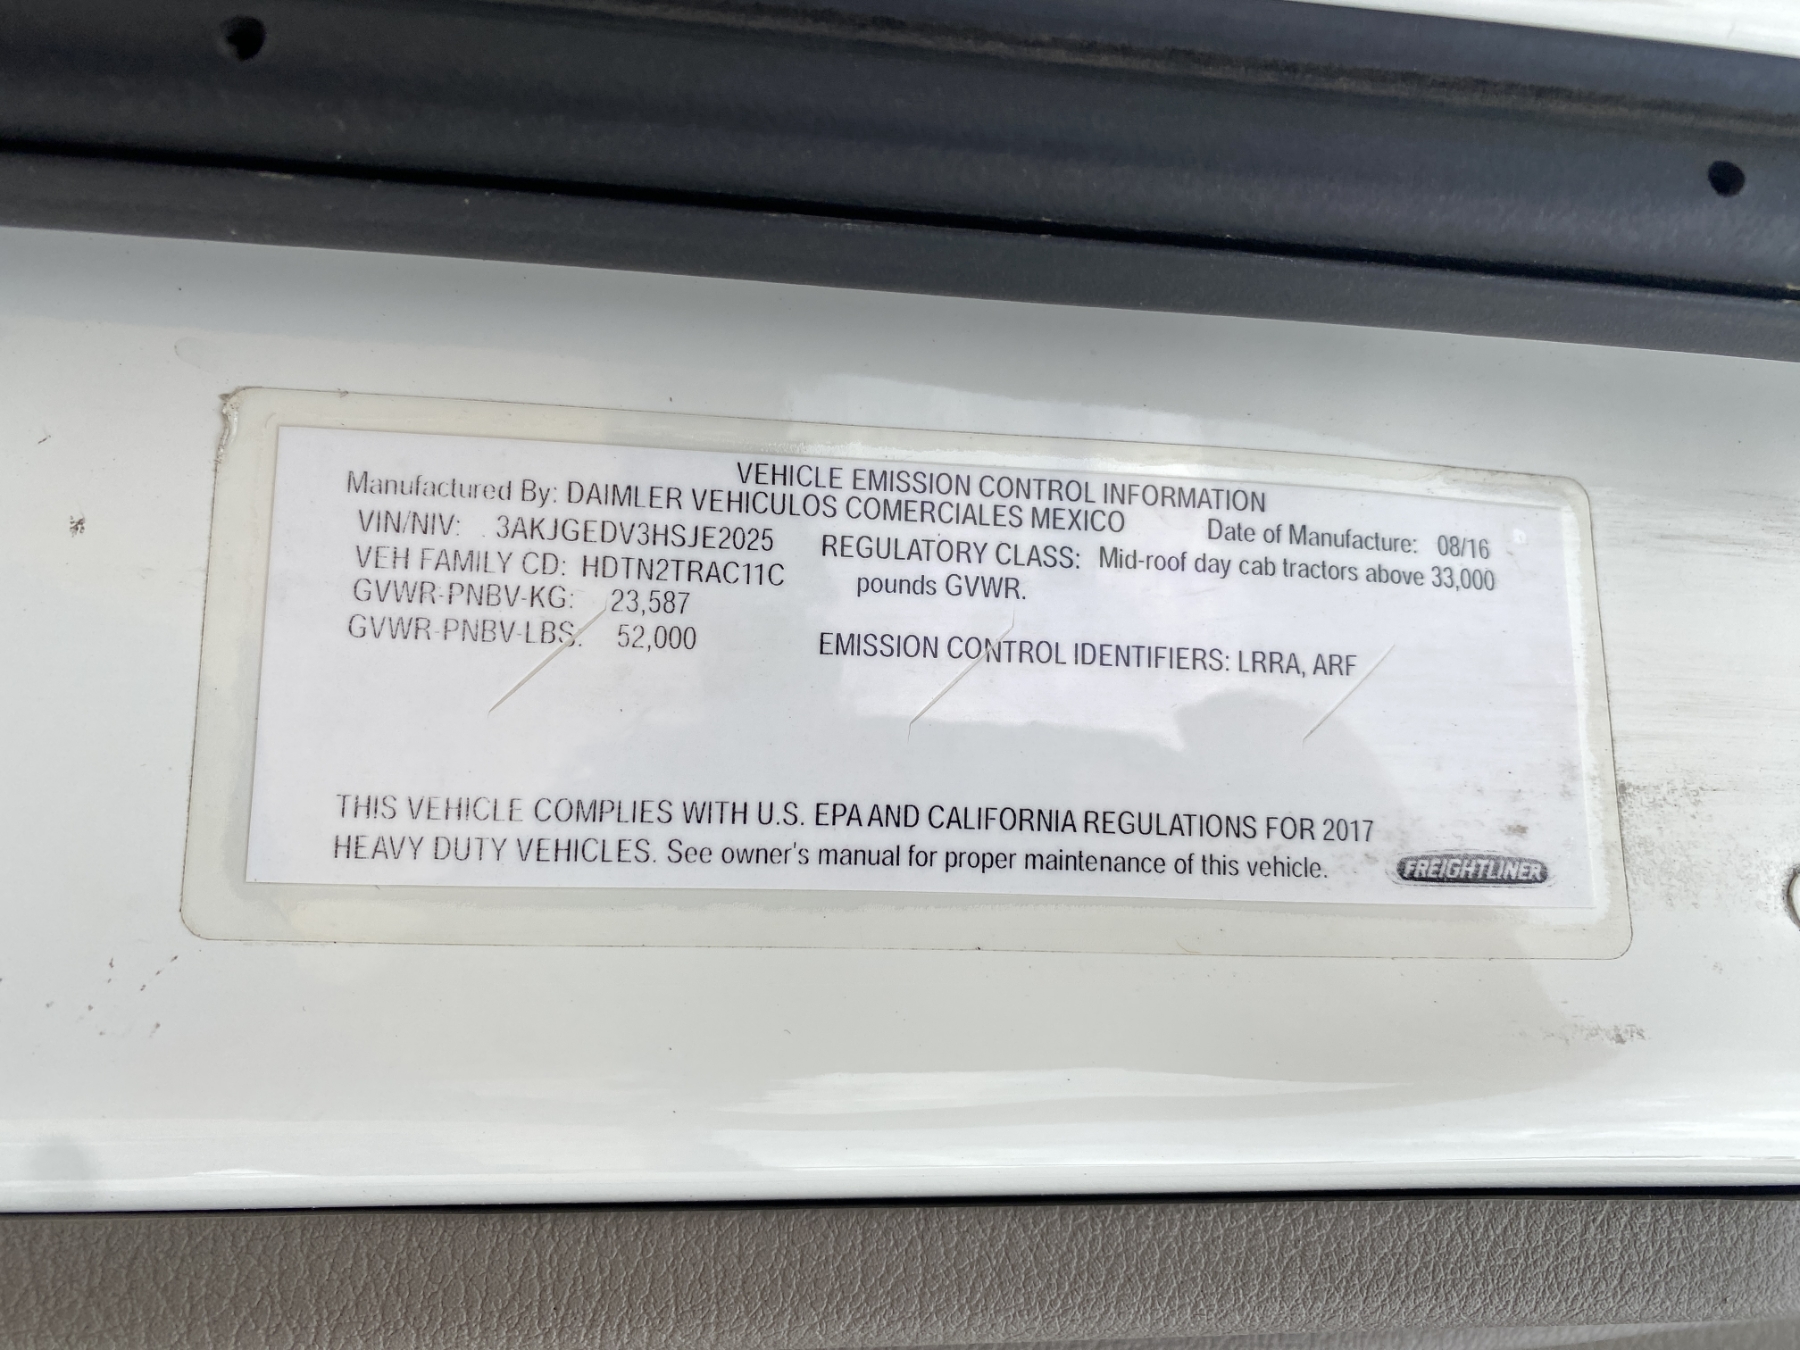 VEHICLE EMISSION CONTROL INFORMATION
Manufactured By: DAIMLER VEHICULOS COMERCIALES MEXICO
Date of Manufacture: 08/16
VIN/NIV: 3AKJGEDV3HSJE2025
VEH FAMILY CD: HDTN2TRAC11C
GVWR-PNBV-KG: 23,587
GVWR-PNBV-LBS: 52,000
REGULATORY CLASS: Mid-roof day cab tractors above 33,000
pounds GVWR.
EMISSION CONTROL IDENTIFIERS: LRRA, ARF
THIS VEHICLE COMPLIES WITH U.S. EPA AND CALIFORNIA REGULATIONS FOR 2017
HEAVY DUTY VEHICLES. See owner's manual for proper maintenance of this vehicle.
FREIGHTLINER